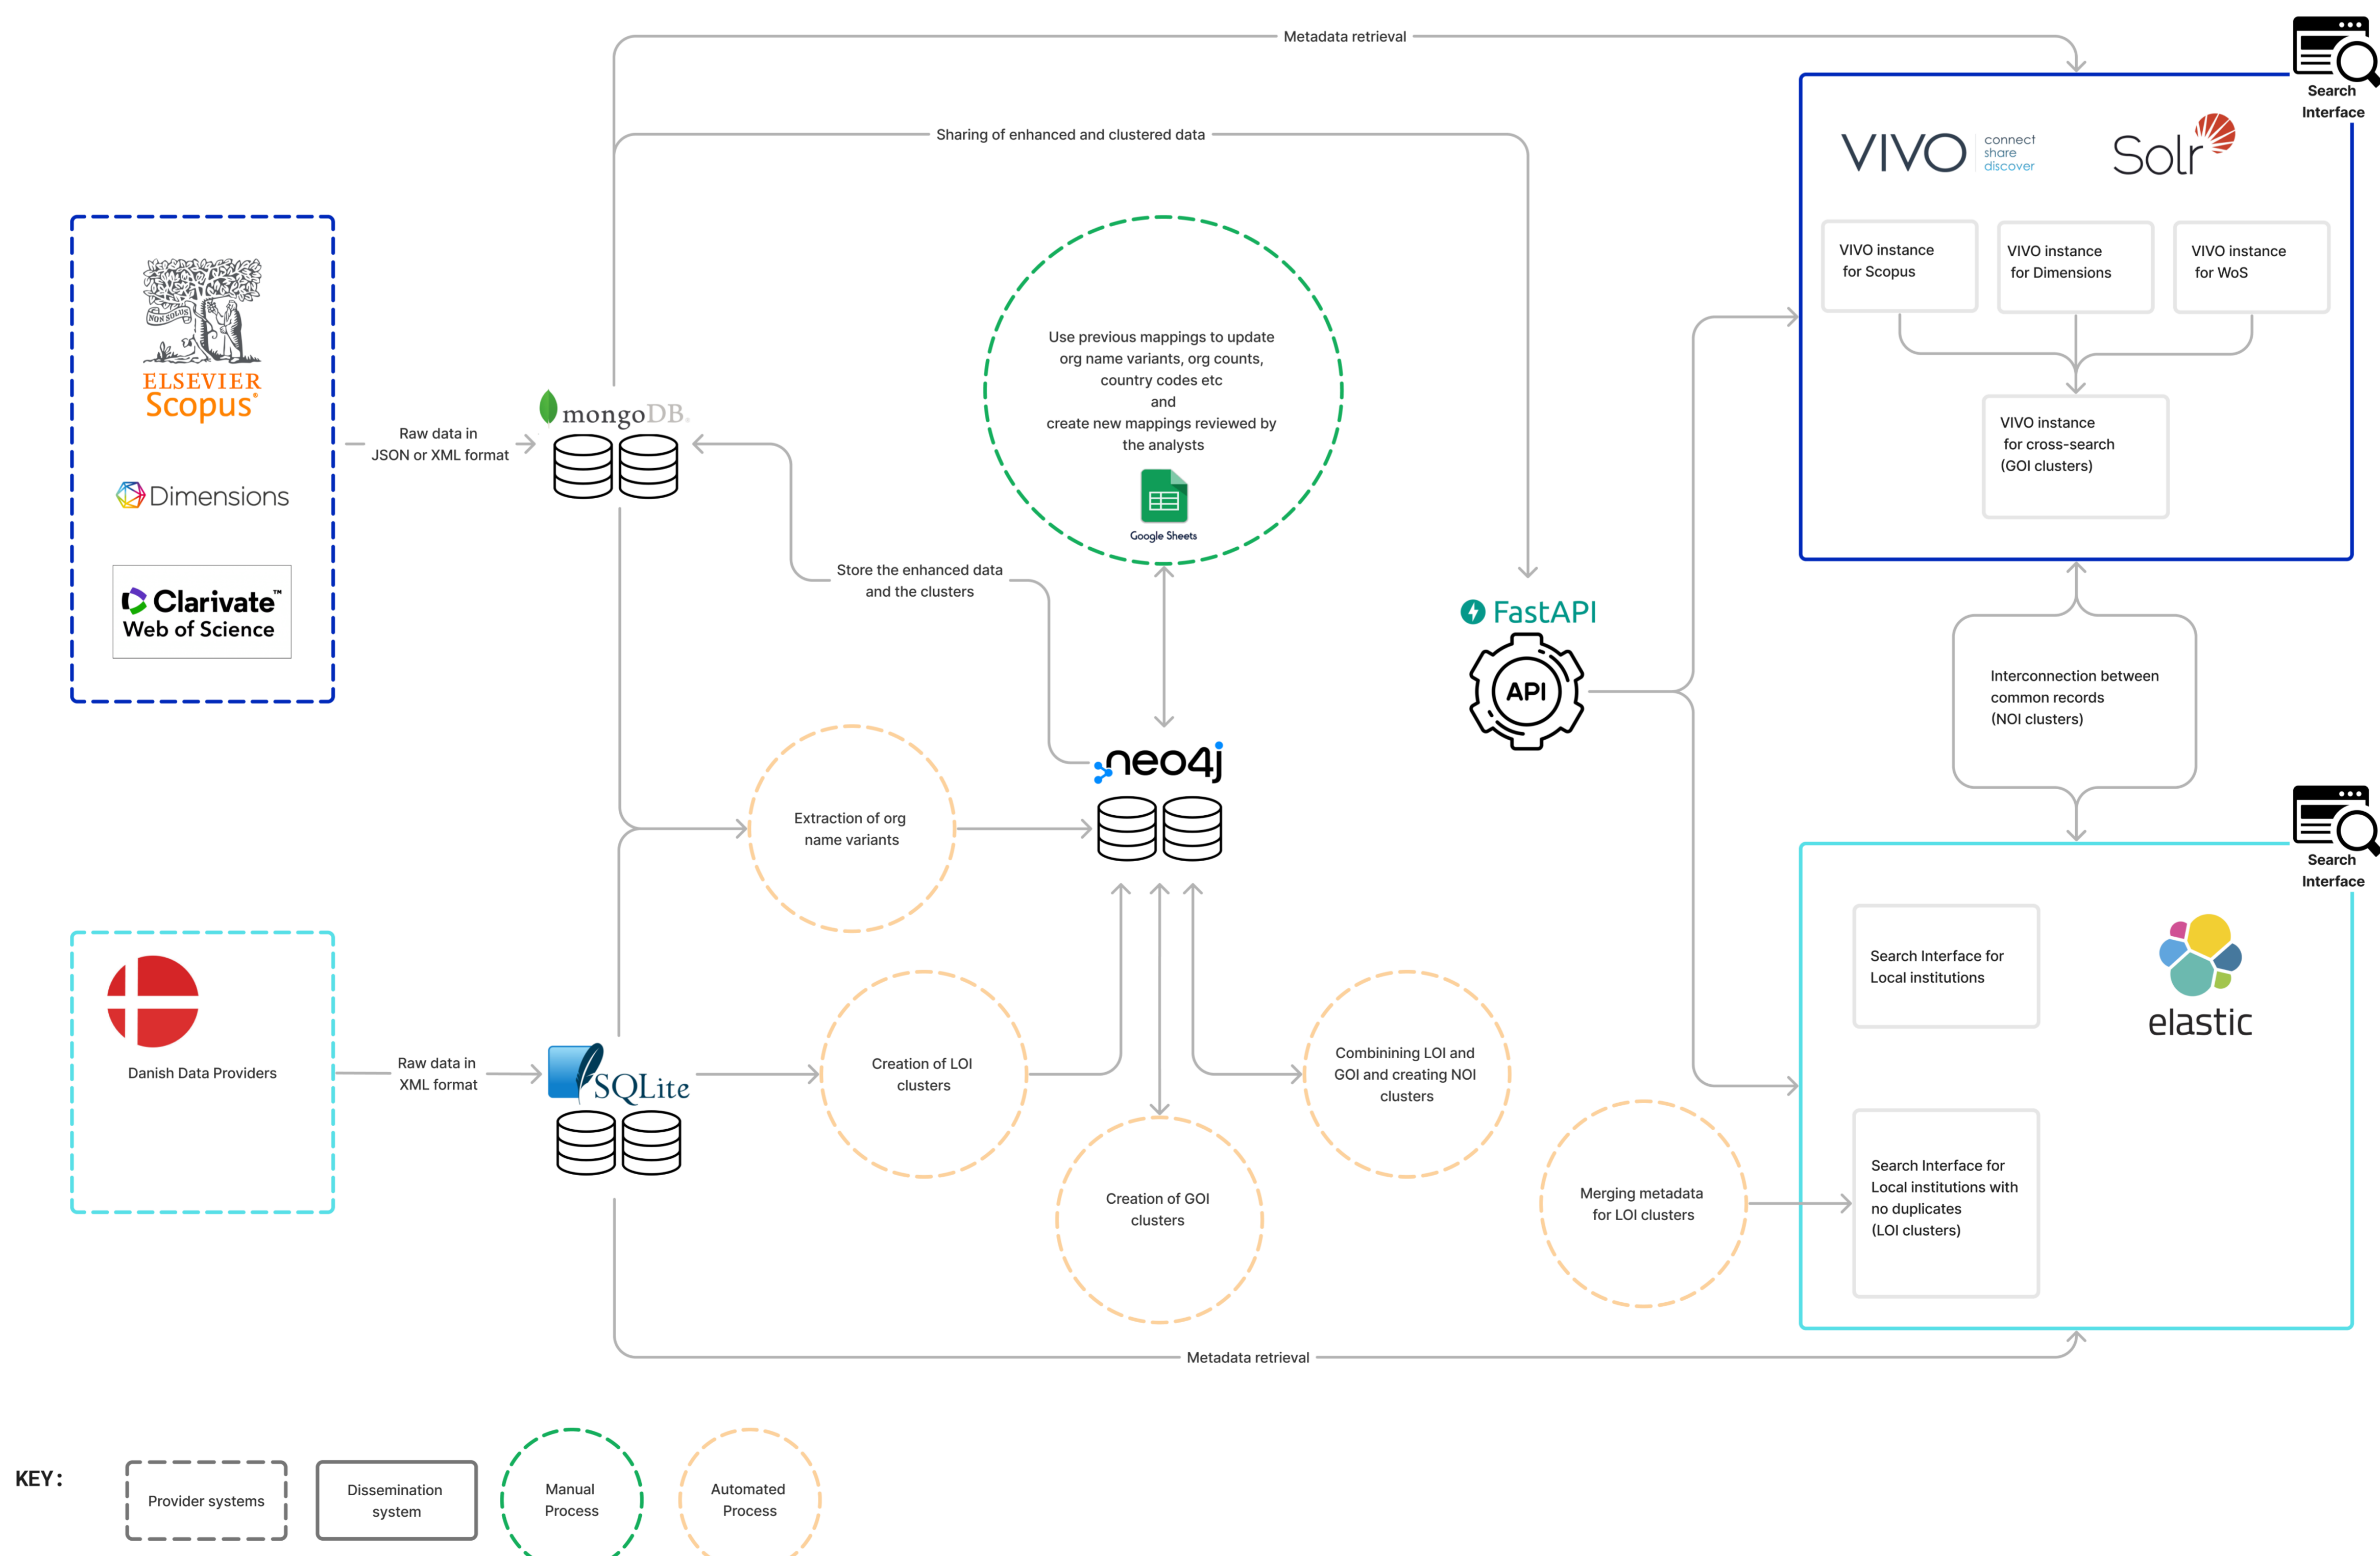 Metadata retrieval
Search
Interface
Sharing of enhanced and clustered data
VIVO
connect
share
discover
Solr
NON SOLUS
ELSEVIER
Scopus®
Dimensions
Clarivate™
Web of Science
Raw data in
JSON or XML format
mongoDB®
Use previous mappings to update
org name variants, org counts,
country codes etc
and
create new mappings reviewed by
the analysts
Google Sheets
VIVO instance
for Scopus
VIVO instance
for Dimensions
VIVO instance
for WoS
VIVO instance
for cross-search
(GOI clusters)
Store the enhanced data
and the clusters
FastAPI
API
Interconnection between
common records
(NOI clusters)
neo4j
Extraction of org
name variants
Search
Interface
Danish Data Providers
Raw data in
XML format
SQLite
Creation of LOI
clusters
Creation of GOI
clusters
Combinining LOI and
GOI and creating NOI
clusters
Merging metadata
for LOI clusters
Search Interface for
Local institutions
elastic
Search Interface for
Local institutions with
no duplicates
(LOI clusters)
Metadata retrieval
KEY:
Provider systems
Dissemination
system
Manual
Process
Automated
Process